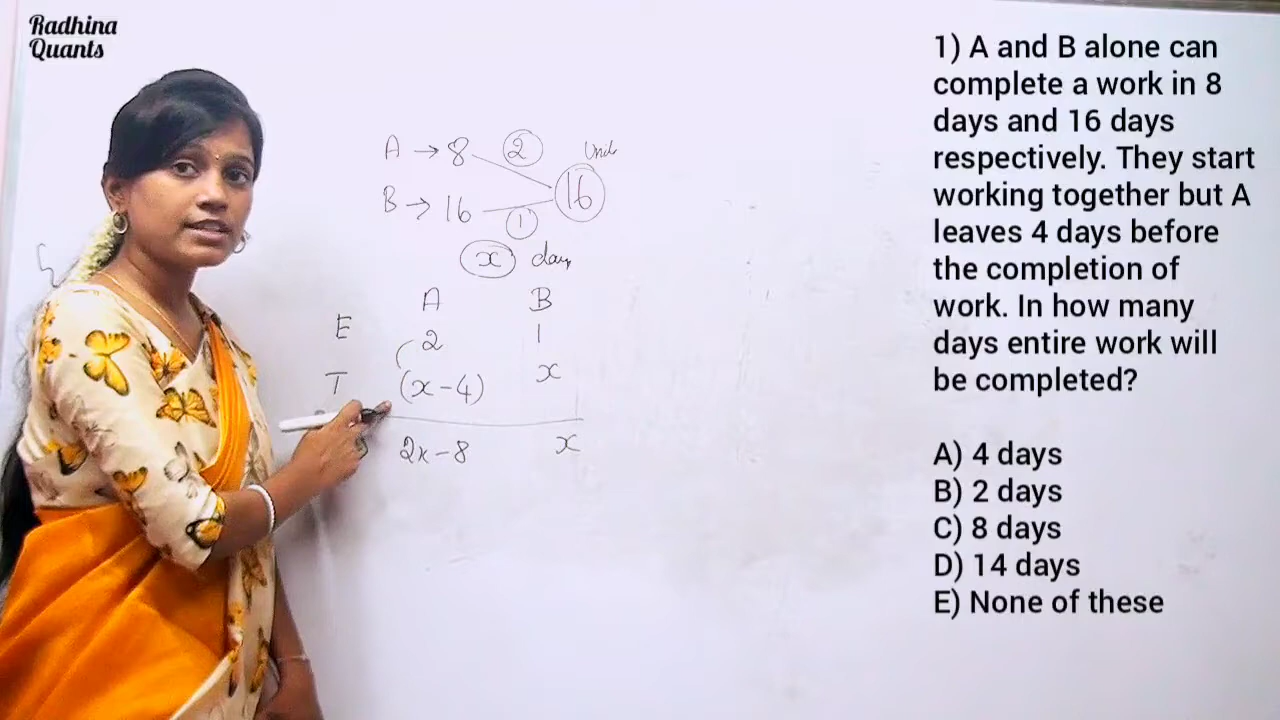 Radhina
Quants
A → 8 2
B → 16 1 16
x days
A B
E 2 1
T (x-4) x
2x-8 x
1) A and B alone can
complete a work in 8
days and 16 days
respectively. They start
working together but A
leaves 4 days before
the completion of
work. In how many
days entire work will
be completed?
A) 4 days
B) 2 days
C) 8 days
D) 14 days
E) None of these